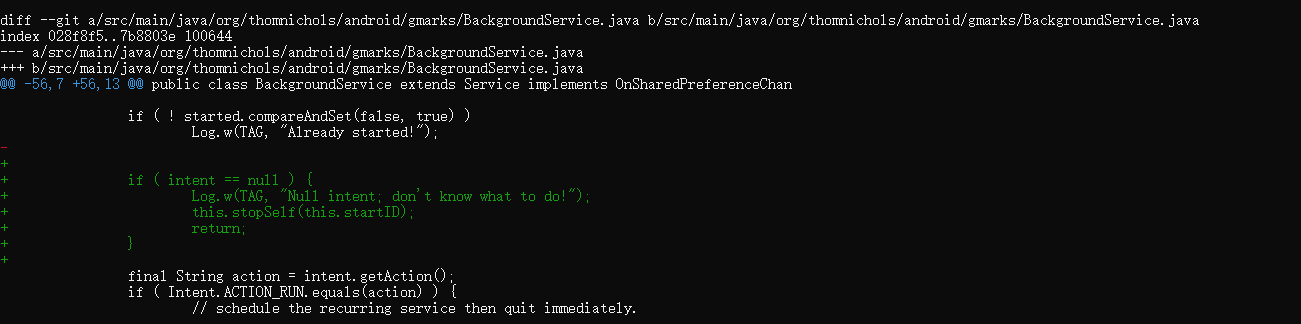 diff --git a/src/main/java/org/thomnichols/android/gmarks/BackgroundService.java b/src/main/java/org/thomnichols/android/gmarks/BackgroundService.java
index 028f8f5..7b8803e 100644
--- a/src/main/java/org/thomnichols/android/gmarks/BackgroundService.java
+++ b/src/main/java/org/thomnichols/android/gmarks/BackgroundService.java
@@ -56,7 +56,13 @@ public class BackgroundService extends Service implements OnSharedPreferenceChan
                if ( ! started.compareAndSet(false, true) )
                        Log.w(TAG, "Already started!");
-
+
+               if ( intent == null ) {
+                       Log.w(TAG, "Null intent; don't know what to do!");
+                       this.stopSelf(this.startID);
+                       return;
+               }
+
                final String action = intent.getAction();
                if ( Intent.ACTION_RUN.equals(action) ) {
                        // schedule the recurring service then quit immediately.